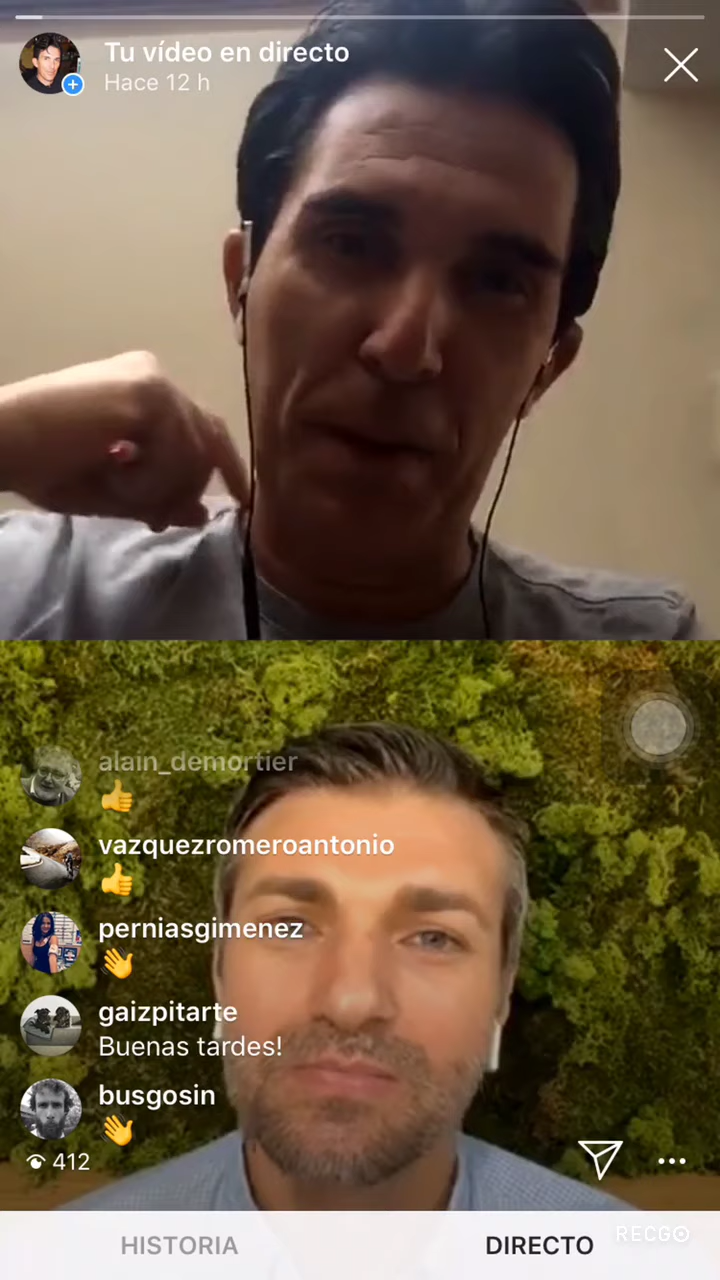 Tu vídeo en directo
Hace 12 h
alain_demortier
👍
vazquezromeroantonio
👍
perniasgimenez
👋
gaizpitarte
Buenas tardes!
busgosin
👋
412
HISTORIA
DIRECTO
RECGO